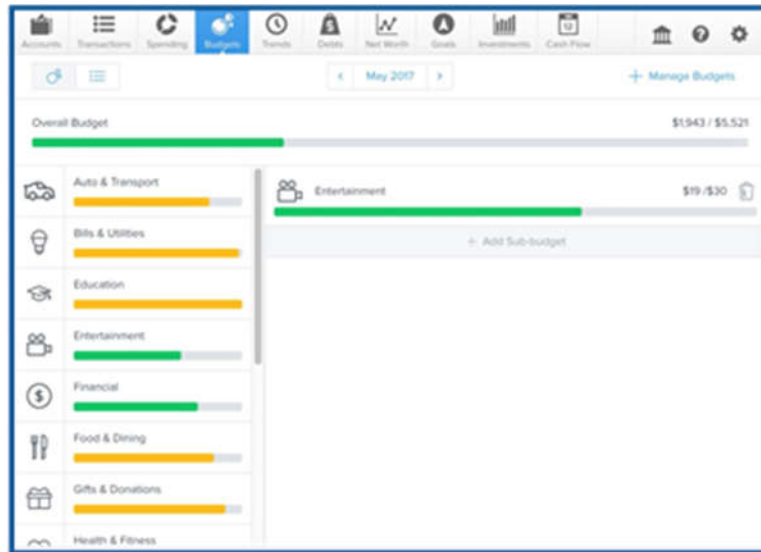 Accounts Transactions Spending Budgets Trends Debts Net Worth Goals Investments Cash Flow
May 2017
+ Manage Budgets
Overall Budget $1,943 / $5,521
Auto & Transport
Bills & Utilities
Education
Entertainment
Financial
Food & Dining
Gifts & Donations
Health & Fitness
Entertainment $19 /$30
+ Add Sub-budget